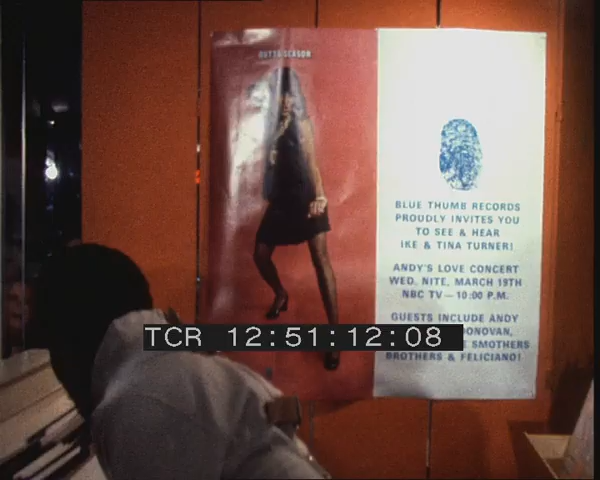 OUTTA SEASON
BLUE THUMB RECORDS
PROUDLY INVITES YOU
TO SEE & HEAR
IKE & TINA TURNER!
ANDY'S LOVE CONCERT
WED. NITE, MARCH 19TH
NBC TV—10:00 P.M.
GUESTS INCLUDE ANDY
DONOVAN,
SMOTHERS
BROTHERS & FELICIANO!
TCR 12:51:12:08